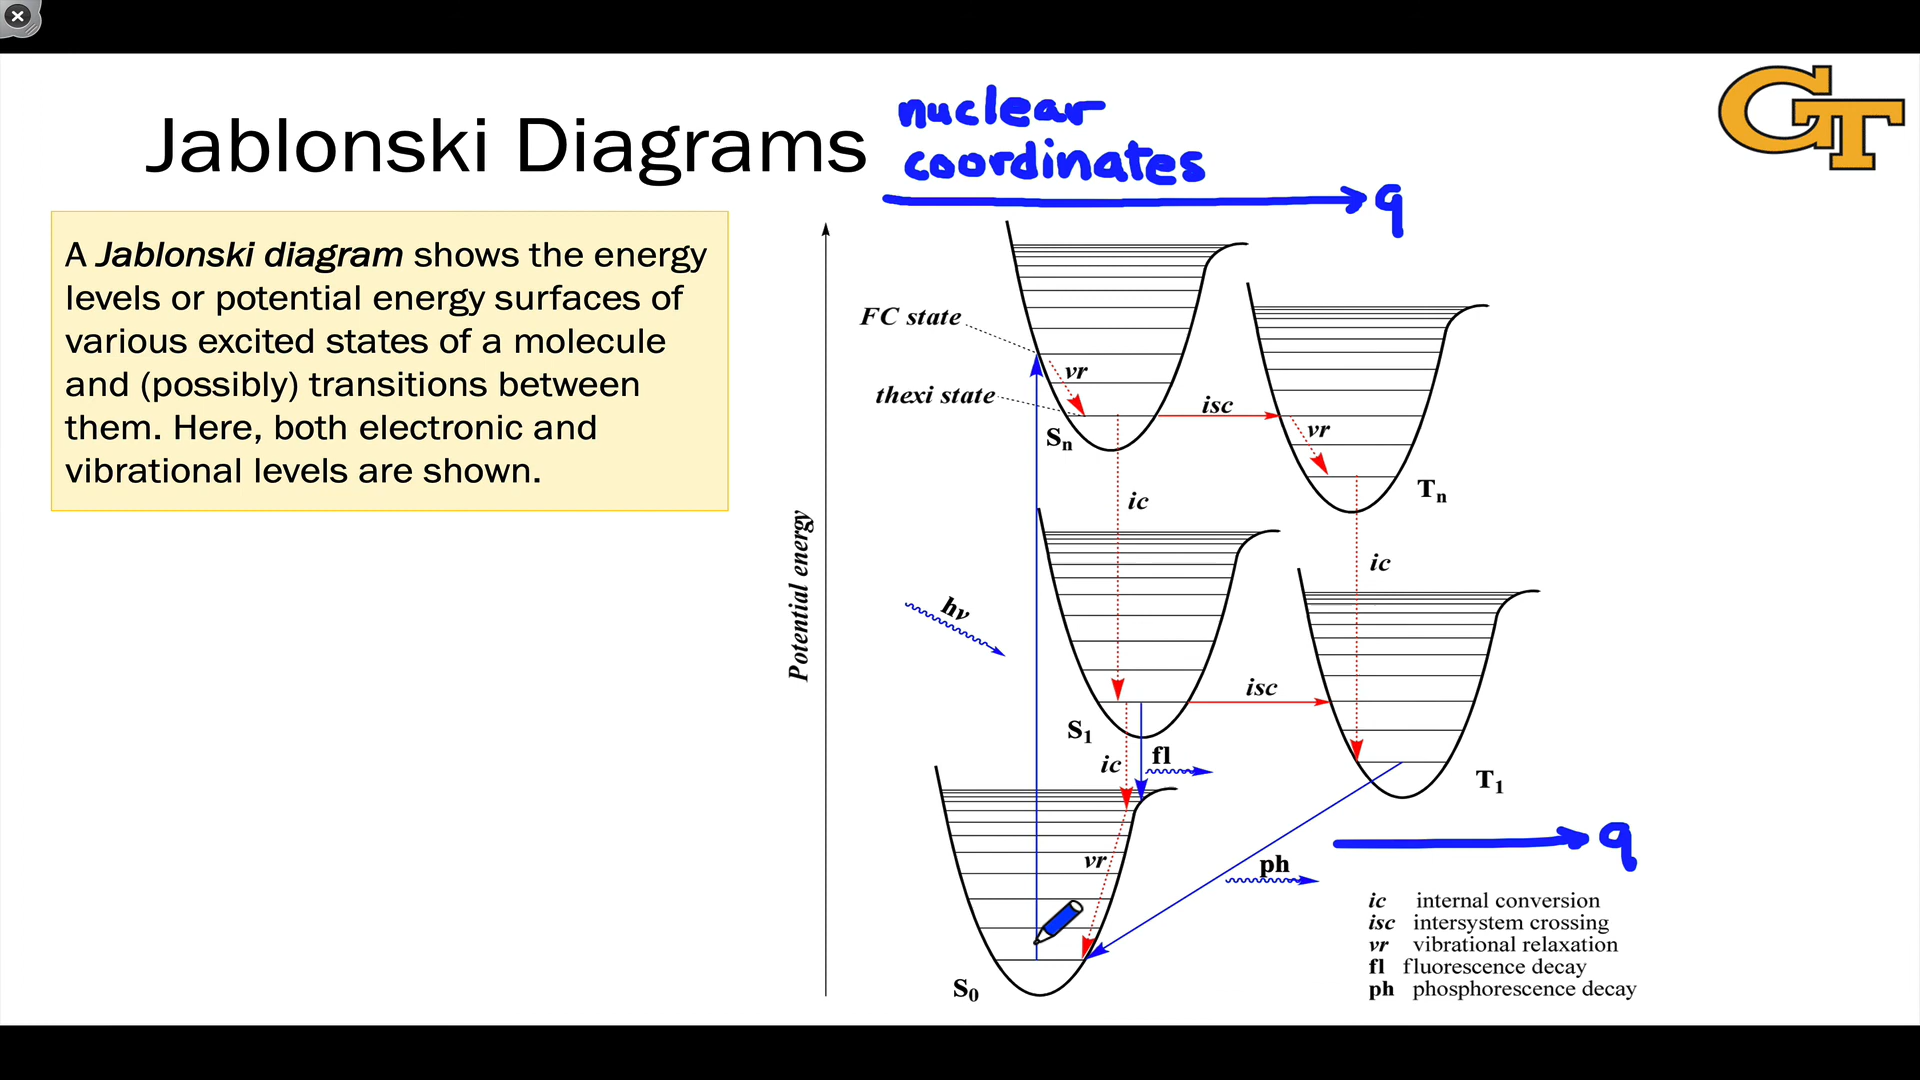 Jablonski Diagrams
nuclear
coordinates
q
GT
A Jablonski diagram shows the energy
levels or potential energy surfaces of
various excited states of a molecule
and (possibly) transitions between
them. Here, both electronic and
vibrational levels are shown.
Potential energy
FC state
vr
thexi state
isc
Sn
vr
Tn
ic
ic
hν
isc
S1
ic
fl
T1
q
vr
ph
S0
ic internal conversion
isc intersystem crossing
vr vibrational relaxation
fl fluorescence decay
ph phosphorescence decay